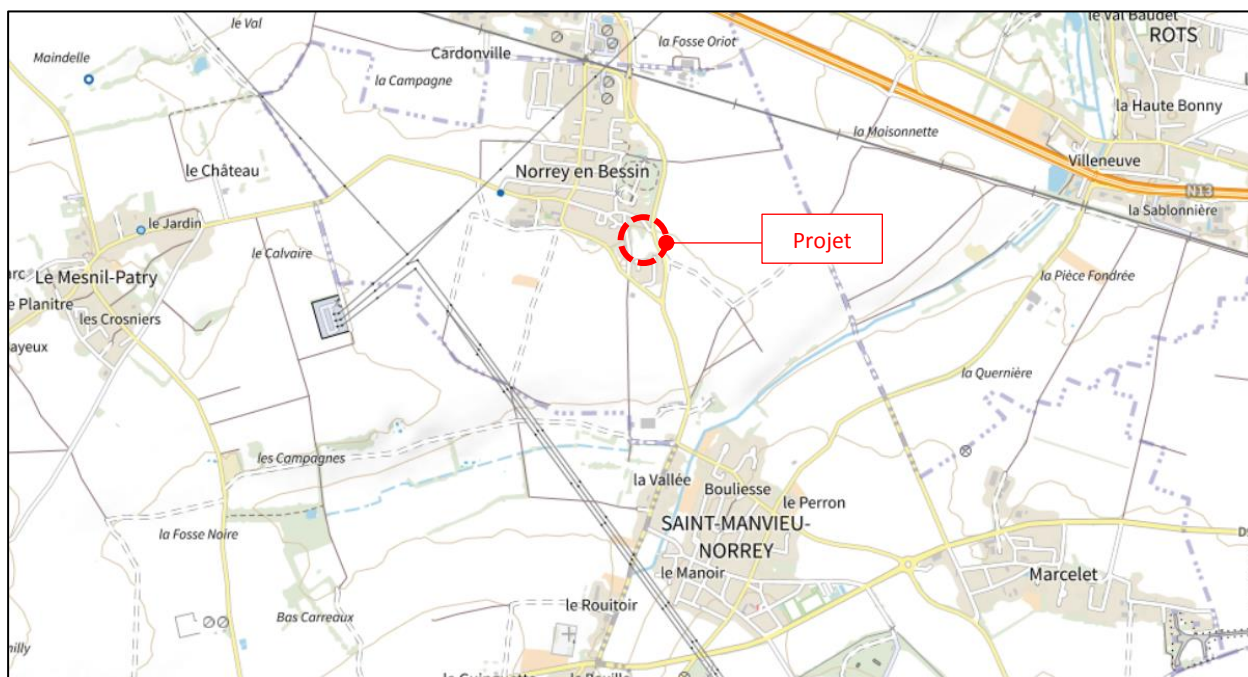 le Val
le Val Baudet
ROTS
Maindelle
Cardonville
la Fosse Oriot
la Campagne
la Haute Bonny
la Maisonnette
Villeneuve
le Château
Norrey en Bessin
N13
la Sablonnière
le Jardin
Projet
le Calvaire
Le Mesnil-Patry
la Pièce Fondrée
Planitre
les Crosniers
la Quernière
les Campagnes
la Vallée
Bouliesse
le Perron
la Fosse Noire
SAINT-MANVIEU-
NORREY
le Manoir
Marcelet
le Rouitoir
Bas Carreaux